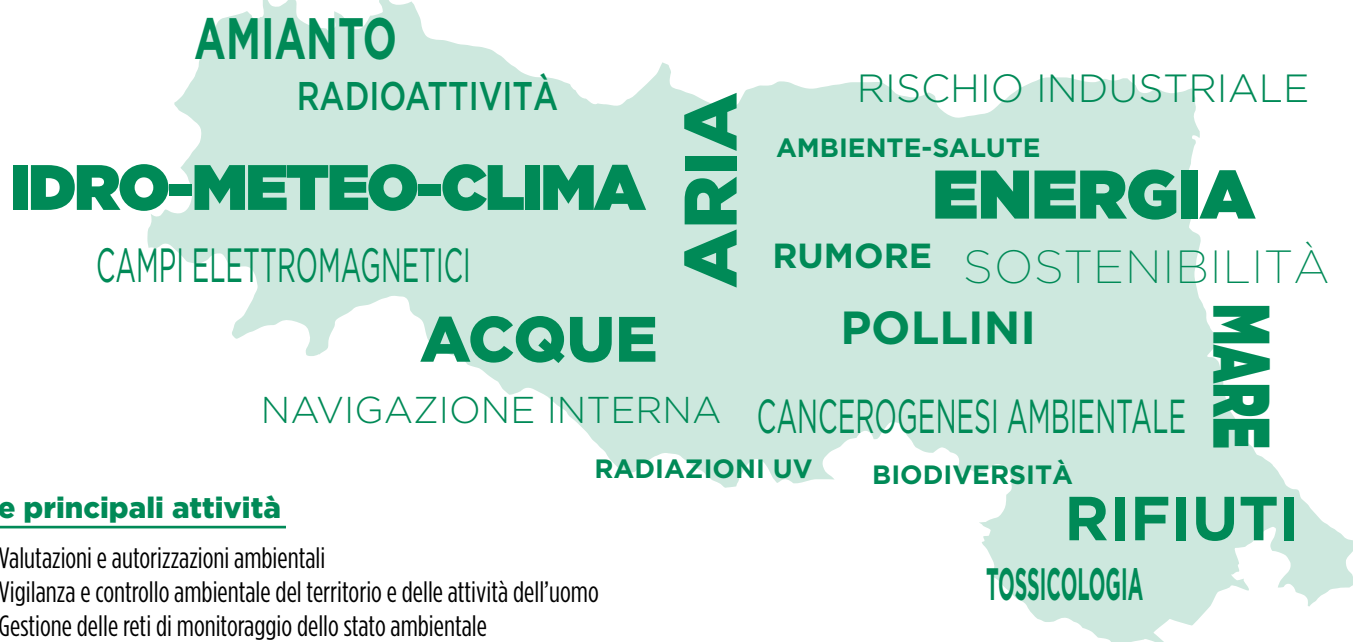 AMIANTO
RADIOATTIVITÀ
RISCHIO INDUSTRIALE
ARIA
AMBIENTE-SALUTE
IDRO-METEO-CLIMA
ENERGIA
CAMPI ELETTROMAGNETICI
RUMORE
SOSTENIBILITÀ
ACQUE
POLLINI
MARE
NAVIGAZIONE INTERNA
CANCEROGENESI AMBIENTALE
RADIAZIONI UV
BIODIVERSITÀ
RIFIUTI
TOSSICOLOGIA
e principali attività
Valutazioni e autorizzazioni ambientali
Vigilanza e controllo ambientale del territorio e delle attività dell'uomo
Gestione delle reti di monitoraggio dello stato ambientale